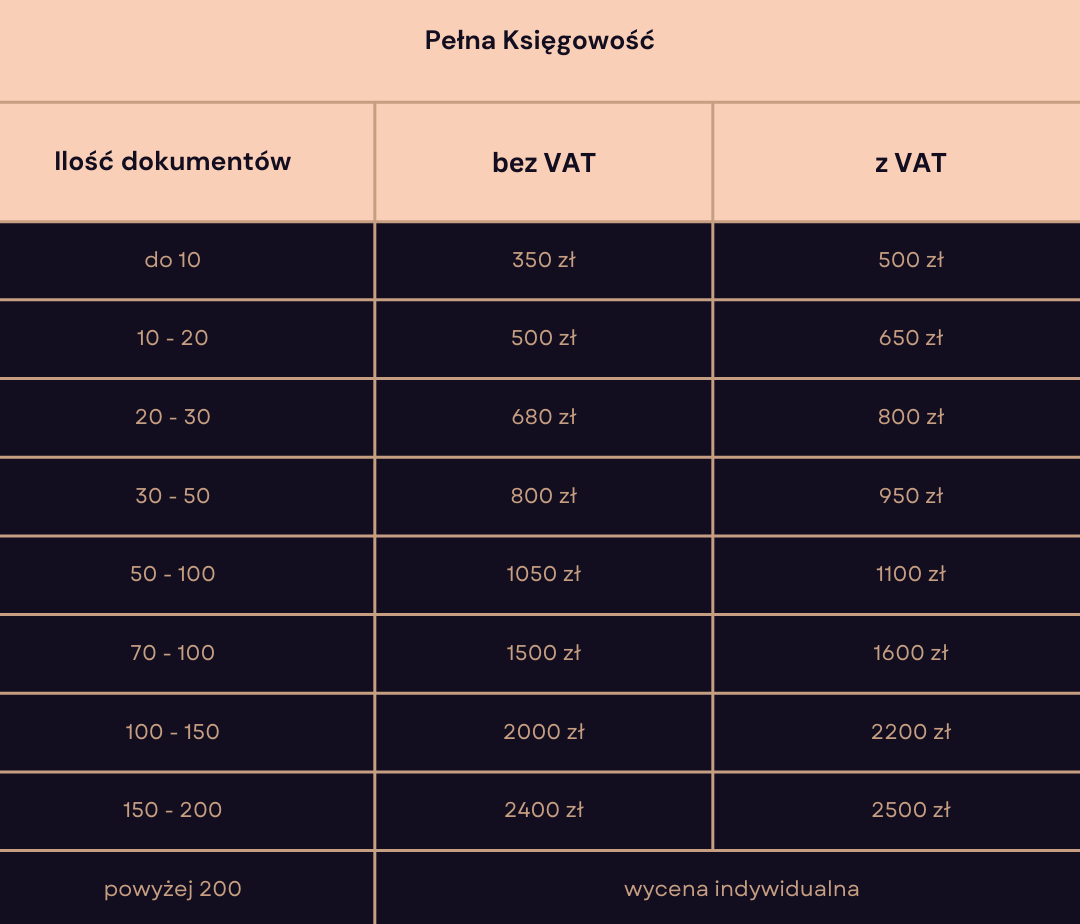 Pełna Księgowość
Ilość dokumentów bez VAT z VAT
do 10 350 zł 500 zł
10 - 20 500 zł 650 zł
20 - 30 680 zł 800 zł
30 - 50 800 zł 950 zł
50 - 100 1050 zł 1100 zł
70 - 100 1500 zł 1600 zł
100 - 150 2000 zł 2200 zł
150 - 200 2400 zł 2500 zł
powyżej 200 wycena indywidualna